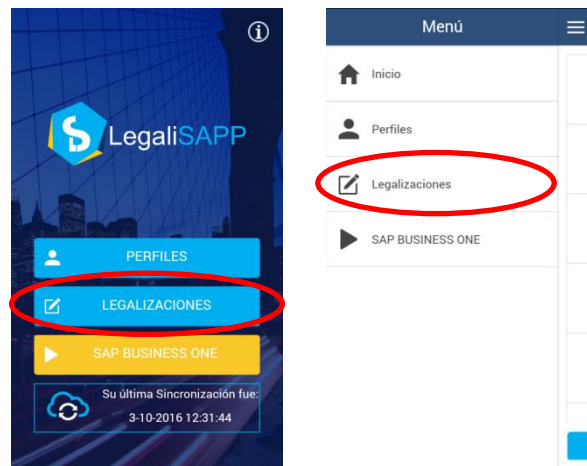 LegaliSAPP
PERFILES
LEGALIZACIONES
SAP BUSINESS ONE
Su última Sincronización fue:
3-10-2016 12:31:44
Menú
Inicio
Perfiles
Legalizaciones
SAP BUSINESS ONE